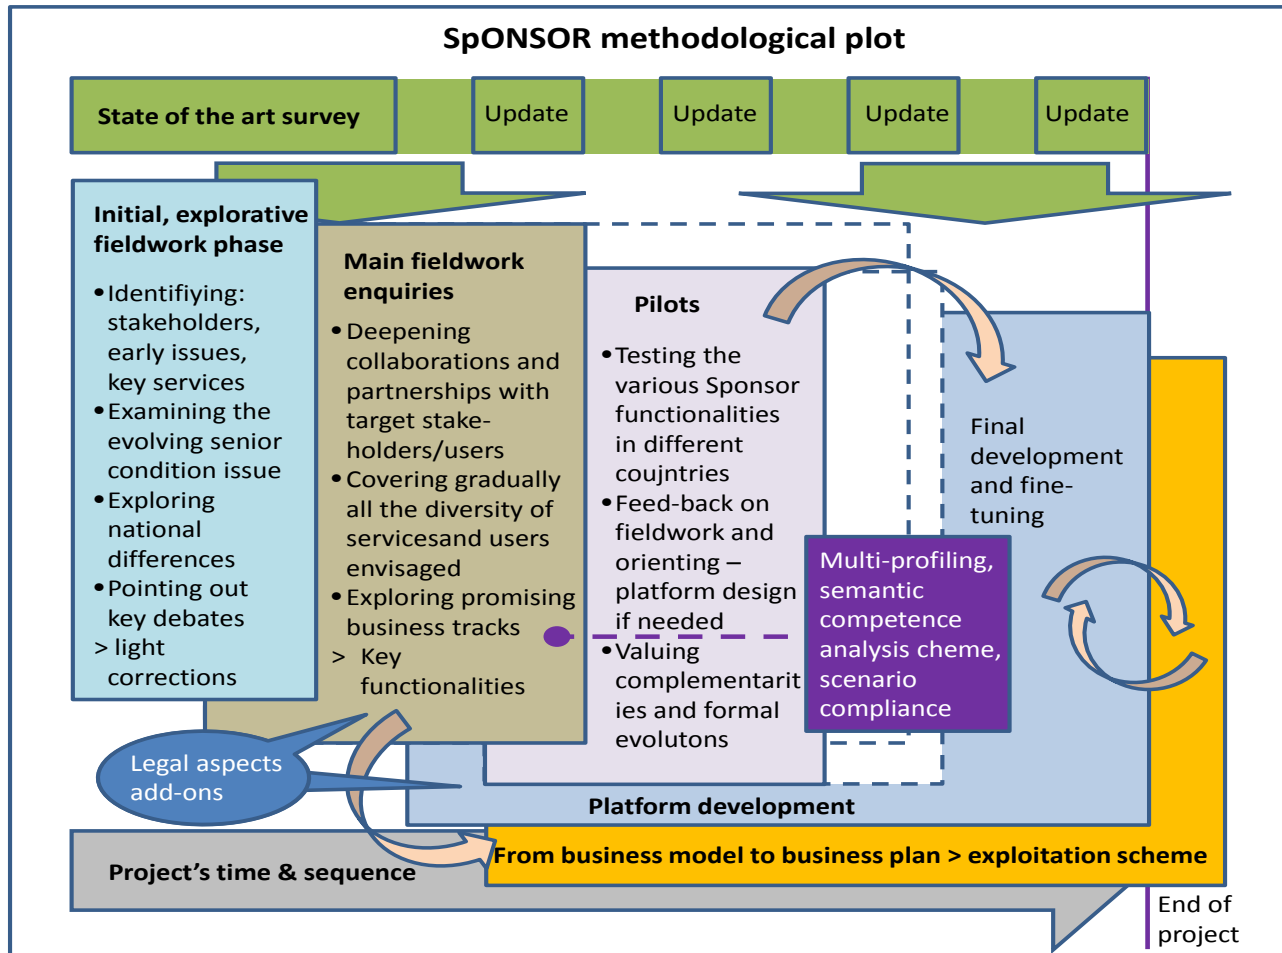 SpONSOR methodological plot
State of the art survey
Update
Update
Update
Update
Initial, explorative
fieldwork phase
•Identifiying:
stakeholders,
early issues,
key services
•Examining the
evolving senior
condition issue
•Exploring
national
differences
•Pointing out
key debates
> light
corrections
Main fieldwork
enquiries
•Deepening
collaborations and
partnerships with
target stake-
holders/users
•Covering gradually
all the diversity of
servicesand users
envisaged
•Exploring promising
business tracks
> Key
functionalities
Pilots
•Testing the
various Sponsor
functionalities
in different
coujntries
•Feed-back on
fieldwork and
orienting –
platform design
if needed
•Valuing
complementarit
ies and formal
evolutons
Multi-profiling,
semantic
competence
analysis cheme,
scenario
compliance
Final
development
and fine-
tuning
Legal aspects
add-ons
Platform development
From business model to business plan > exploitation scheme
Project’s time & sequence
End of
project